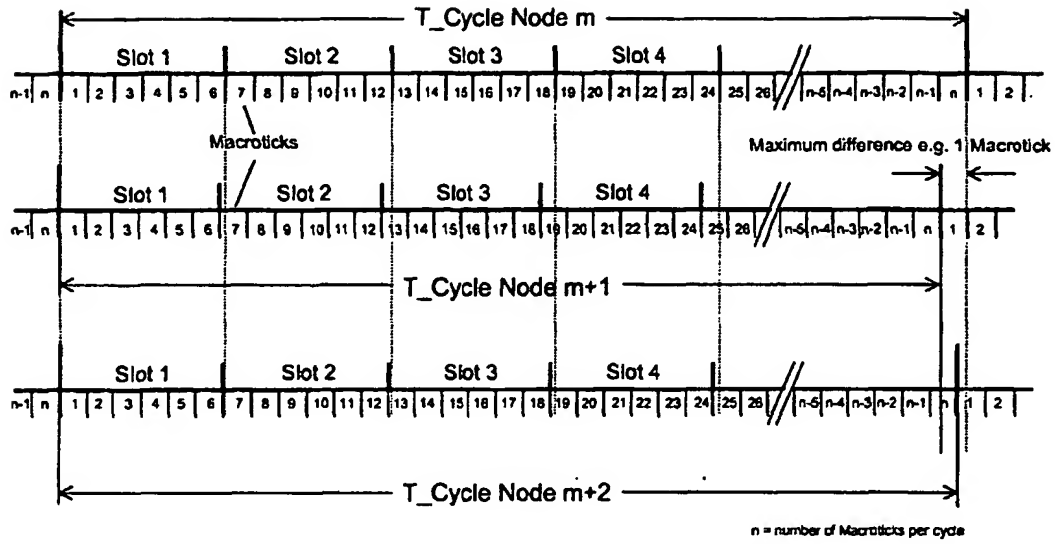 T_Cycle Node m
Slot 1 Slot 2 Slot 3 Slot 4
n-1 n 1 2 3 4 5 6 7 8 9 10 11 12 13 14 15 16 17 18 19 20 21 22 23 24 25 26 n-5 n-4 n-3 n-2 n-1 n 1 2 .
Macroticks
Maximum difference e.g. 1 Macrotick
Slot 1 Slot 2 Slot 3 Slot 4
n-1 n 1 2 3 4 5 6 7 8 9 10 11 12 13 14 15 16 17 18 19 20 21 22 23 24 25 26 n-5 n-4 n-3 n-2 n-1 n 1 2
T_Cycle Node m+1
Slot 1 Slot 2 Slot 3 Slot 4
n-1 n 1 2 3 4 5 6 7 8 9 10 11 12 13 14 15 16 17 18 19 20 21 22 23 24 25 26 n-5 n-4 n-3 n-2 n-1 n 1 2
T_Cycle Node m+2
n = number of Macroticks per cycle